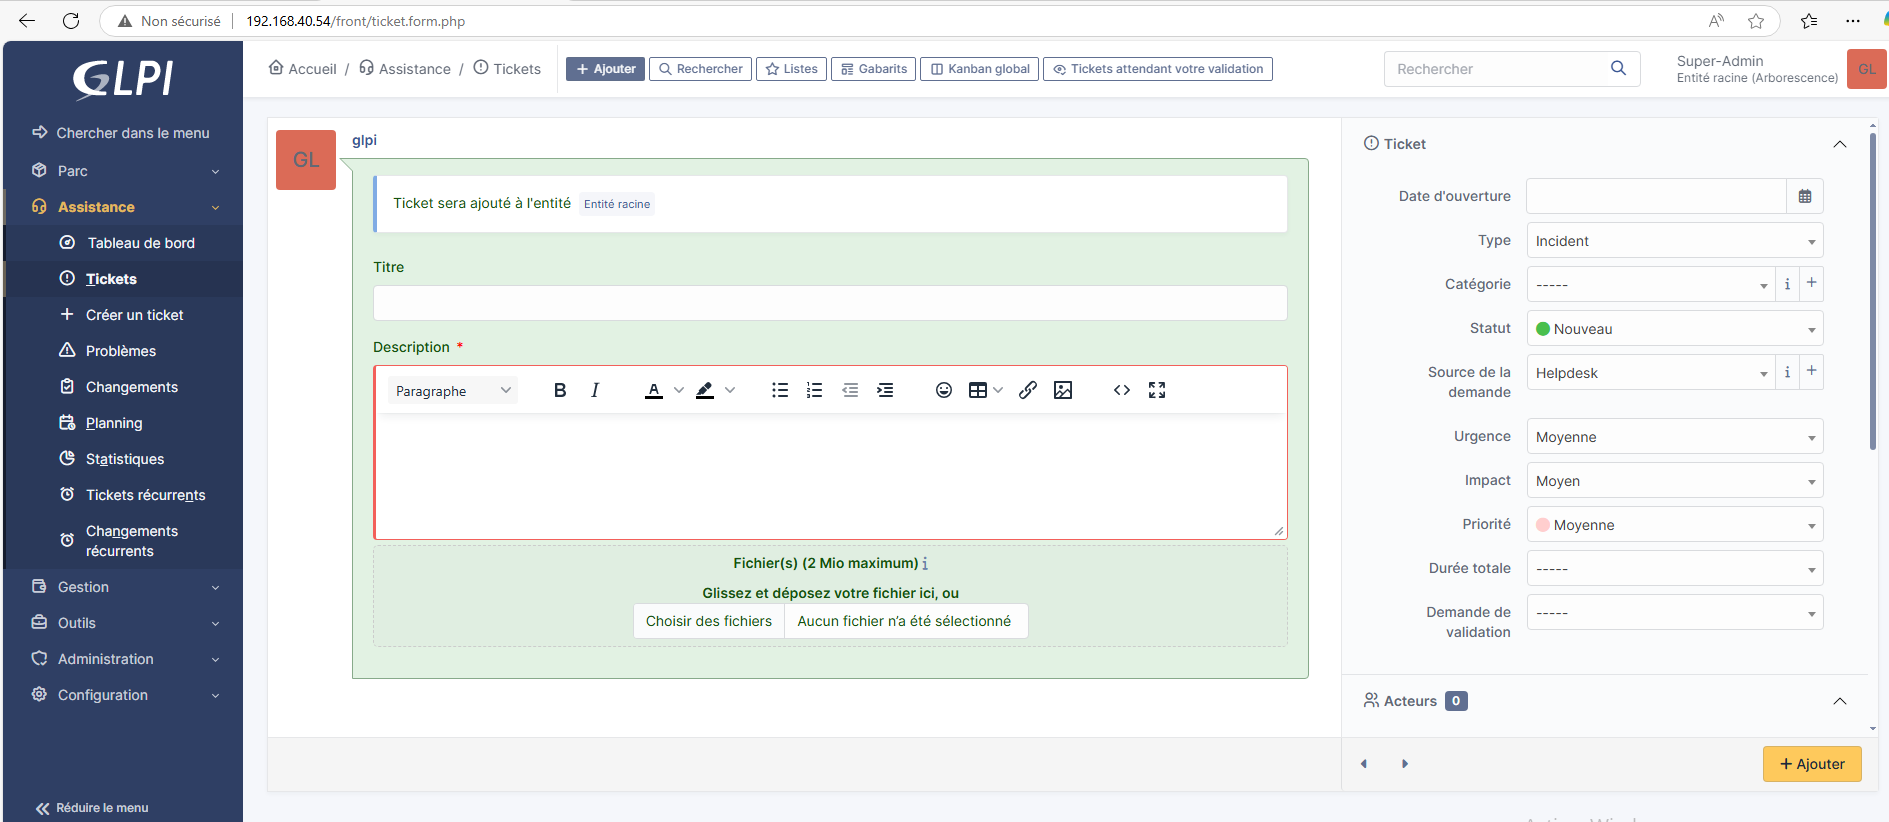 Non sécurisé
192.168.40.54/front/ticket.form.php
GLPI
Chercher dans le menu
Parc
Assistance
Tableau de bord
Tickets
Créer un ticket
Problèmes
Changements
Planning
Statistiques
Tickets récurrents
Changements
récurrents
Gestion
Outils
Administration
Configuration
Réduire le menu
Accueil / Assistance / Tickets
+ Ajouter
Rechercher
Listes
Gabarits
Kanban global
Tickets attendant votre validation
Rechercher
Super-Admin
Entité racine (Arborescence)
GL
GL
glpi
Ticket sera ajouté à l'entité Entité racine
Titre
Description *
Paragraphe
B I A
Fichier(s) (2 Mio maximum) i
Glissez et déposez votre fichier ici, ou
Choisir des fichiers Aucun fichier n’a été sélectionné
Ticket
Date d'ouverture
Type Incident
Catégorie ----- i +
Statut Nouveau
Source de la
demande
Helpdesk i +
Urgence Moyenne
Impact Moyen
Priorité Moyenne
Durée totale -----
Demande de
validation
-----
Acteurs 0
+ Ajouter